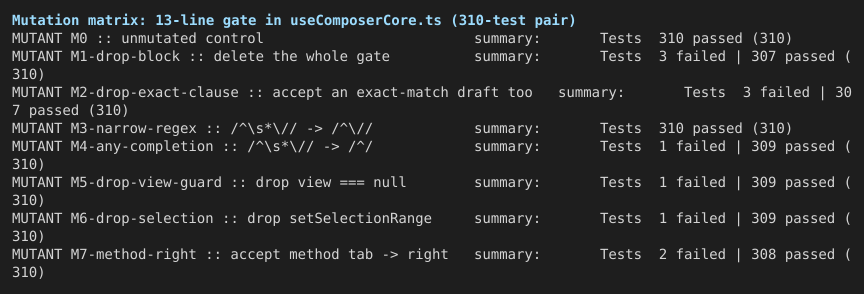 Mutation matrix: 13-line gate in useComposerCore.ts (310-test pair)
MUTANT M0 :: unmutated control                         summary:       Tests  310 passed (310)
MUTANT M1-drop-block :: delete the whole gate          summary:       Tests  3 failed | 307 passed (
310)
MUTANT M2-drop-exact-clause :: accept an exact-match draft too   summary:       Tests  3 failed | 30
7 passed (310)
MUTANT M3-narrow-regex :: /^\s*\// -> /^\//            summary:       Tests  310 passed (310)
MUTANT M4-any-completion :: /^\s*\// -> /^/            summary:       Tests  1 failed | 309 passed (
310)
MUTANT M5-drop-view-guard :: drop view === null        summary:       Tests  1 failed | 309 passed (
310)
MUTANT M6-drop-selection :: drop setSelectionRange     summary:       Tests  1 failed | 309 passed (
310)
MUTANT M7-method-right :: accept method tab -> right   summary:       Tests  2 failed | 308 passed (
310)